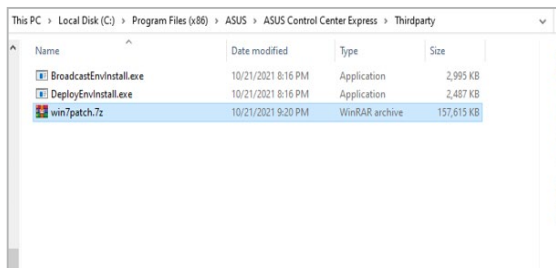 This PC > Local Disk (C:) > Program Files (x86) > ASUS > ASUS Control Center Express > Thirdparty
Name Date modified Type Size
BroadcastEnvInstall.exe 10/21/2021 8:16 PM Application 2,995 KB
DeployEnvInstall.exe 10/21/2021 8:16 PM Application 2,487 KB
win7patch.7z 10/21/2021 9:20 PM WinRAR archive 157,615 KB